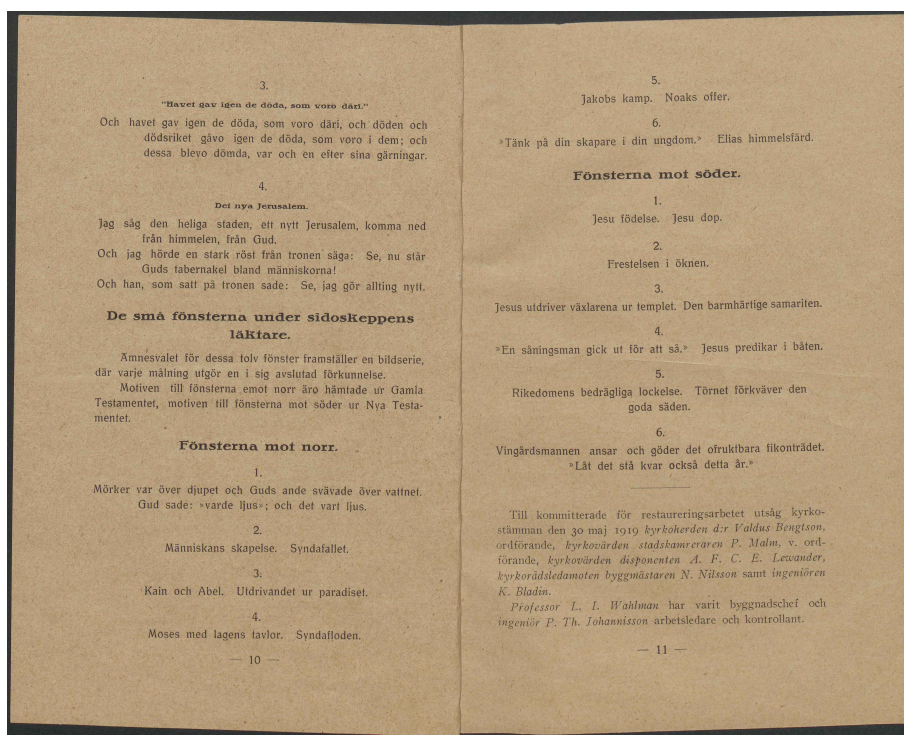 3.
"Havet gav igen de döda, som voro däri."
Och havet gav igen de döda, som voro däri, och döden och
dödsriket gåvo igen de döda, som voro i dem; och
dessa blevo dömda, var och en efter sina gärningar.
4.
Det nya Jerusalem.
Jag såg den heliga staden, ett nytt Jerusalem, komma ned
från himmelen, från Gud.
Och jag hörde en stark röst från tronen säga: Se, nu står
Guds tabernakel bland människorna!
Och han, som satt på tronen sade: Se, jag gör allting nytt.
De små fönsterna under sidoskeppens
läktare.
Ämnesvalet för dessa tolv fönster framställer en bildserie,
där varje målning utgör en i sig avslutad förkunnelse.
Motiven till fönsterna emot norr äro hämtade ur Gamla
Testamentet, motiven till fönsterna mot söder ur Nya Testa-
mentet.
Fönsterna mot norr.
1.
Mörker var över djupet och Guds ande svävade över vattnet.
Gud sade: »varde ljus»; och det vart ljus.
2.
Människans skapelse. Syndafallet.
3.
Kain och Abel. Utdrivandet ur paradiset.
4.
Moses med lagens tavlor. Syndafloden.
— 10 —
5.
Jakobs kamp. Noaks offer.
6.
»Tänk på din skapare i din ungdom.» Elias himmelsfärd.
Fönsterna mot söder.
1.
Jesu födelse. Jesu dop.
2.
Frestelsen i öknen.
3.
Jesus utdriver växlarena ur templet. Den barmhärtige samariten.
4.
»En såningsman gick ut för att så.» Jesus predikar i båten.
5.
Rikedomens bedrägliga lockelse. Törnet förkväver den
goda säden.
6.
Vingårdsmannen ansar och göder det ofruktbara fikonträdet.
»Låt det stå kvar också detta år.»
Till kommitterade för restaureringsarbetet utsåg kyrko-
stämman den 30 maj 1919 kyrkoherden d:r Valdus Bengtson,
ordförande, kyrkovärden stadskamreraren P. Malm, v. ord-
förande, kyrkovärden disponenten A. F. C. E. Lewander,
kyrkorådsledamoten byggmästaren N. Nilsson samt ingeniören
K. Bladin.
Professor L. I. Wahlman har varit byggnadschef och
ingeniör P. Th. Johannisson arbetsledare och kontrollant.
— 11 —